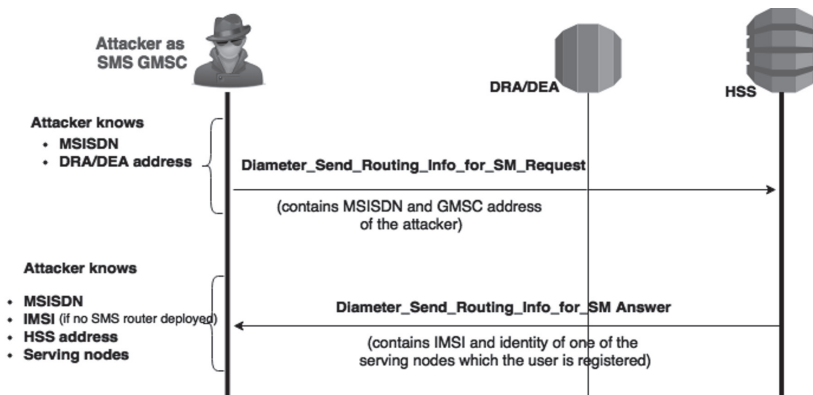 Attacker as
SMS GMSC
DRA/DEA
HSS
Attacker knows
• MSISDN
• DRA/DEA address
Diameter_Send_Routing_Info_for_SM_Request
(contains MSISDN and GMSC address
of the attacker)
Attacker knows
• MSISDN
• IMSI (if no SMS router deployed)
• HSS address
• Serving nodes
Diameter_Send_Routing_Info_for_SM Answer
(contains IMSI and identity of one of the
serving nodes which the user is registered)